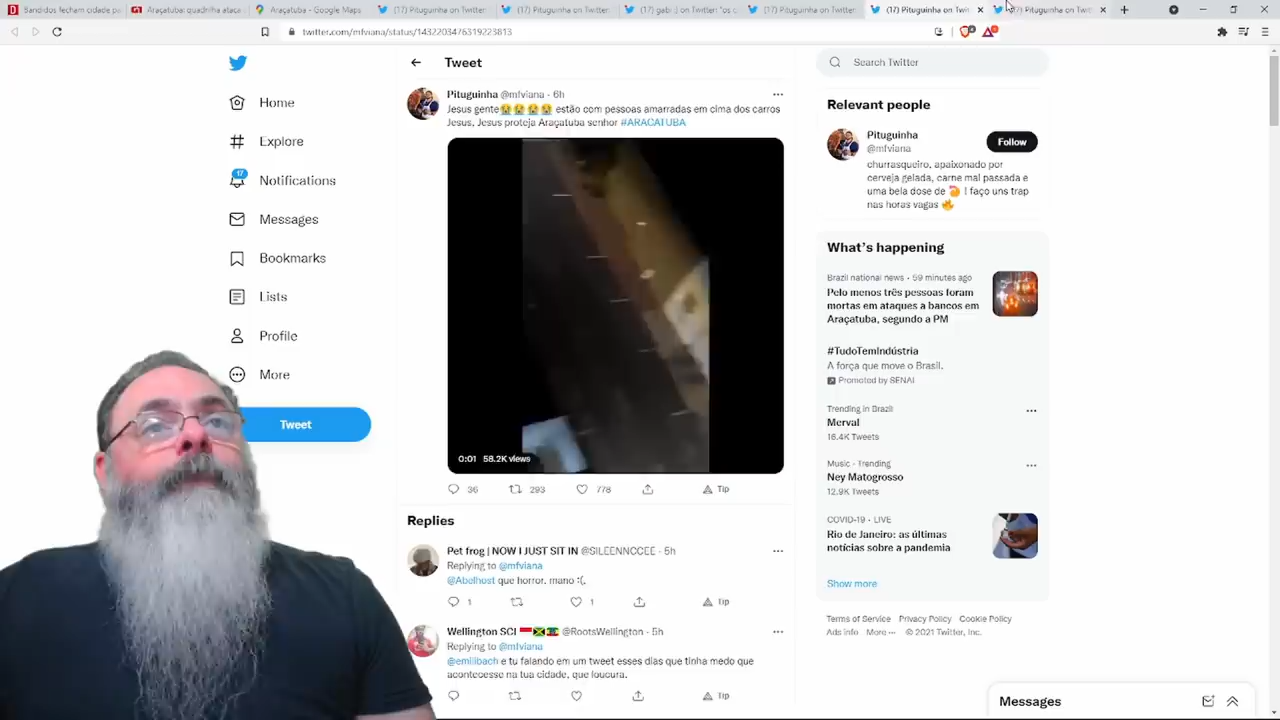 Bandidos fecham cidade p
Araçatuba: quadrilha ataca
Araçatuba - Google Maps
(17) Pituguinha on Twitter:
(17) Pituguinha on Twitter:
(17) gabi :) on Twitter: "os c
(17) Pituguinha on Twitter:
(17) Pituguinha on Twit
(17) Pituguinha on Twit
twitter.com/mfviana/status/1432203476319223813
Tweet
Search Twitter
Home
Explore
17
Notifications
Messages
Bookmarks
Lists
Profile
More
Tweet
Pituguinha @mfviana · 6h
Jesus gente😭😭😭😭 estão com pessoas amarradas em cima dos carros
Jesus, Jesus proteja Araçatuba senhor #ARACATUBA
0:01 58.2K views
36 293 778 Tip
Replies
Pet frog | NOW I JUST SIT IN @SILEENNCCEE · 5h
Replying to @mfviana
@Abelhost que horror, mano :(.
1 1 Tip
Wellington SCI 🇮🇩🇯🇲🇪🇹 @RootsWellington · 5h
Replying to @mfviana
@emilibach e tu falando em um tweet esses dias que tinha medo que
acontecesse na tua cidade, que loucura.
Tip
Relevant people
Pituguinha
@mfviana
Follow
churrasqueiro, apaixonado por
cerveja gelada, carne mal passada e
uma bela dose de 🥃 | faço uns trap
nas horas vagas 🔥
What's happening
Brazil national news · 59 minutes ago
Pelo menos três pessoas foram
mortas em ataques a bancos em
Araçatuba, segundo a PM
#TudoTemIndústria
A força que move o Brasil.
Promoted by SENAI
Trending in Brazil
Merval
16.4K Tweets
Music · Trending
Ney Matogrosso
12.9K Tweets
COVID-19 · LIVE
Rio de Janeiro: as últimas
notícias sobre a pandemia
Show more
Terms of Service Privacy Policy Cookie Policy
Ads info More ··· © 2021 Twitter, Inc.
Messages